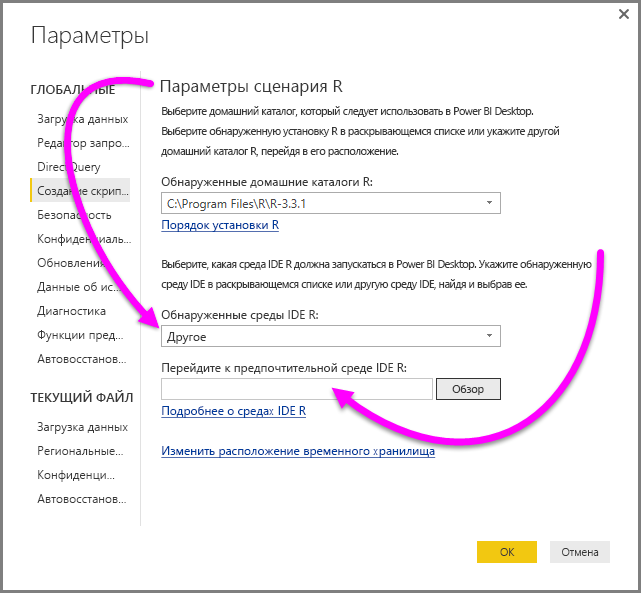 Параметры
ГЛОБАЛЬНЫЕ
Загрузка данных
Редактор запро...
DirectQuery
Создание скрип...
Безопасность
Конфиденциаль...
Обновления
Данные об ис...
Диагностика
Функции пред...
Автовосстанов...
ТЕКУЩИЙ ФАЙЛ
Загрузка данных
Региональные...
Конфиденци...
Автовосстанов...
Параметры сценария R
Выберите домашний каталог, который следует использовать в Power BI Desktop.
Выберите обнаруженную установку R в раскрывающемся списке или укажите другой
домашний каталог R, перейдя в его расположение.
Обнаруженные домашние каталоги R:
C:\Program Files\R\R-3.3.1
Порядок установки R
Выберите, какая среда IDE R должна запускаться в Power BI Desktop. Укажите обнаруженную
среду IDE в раскрывающемся списке или другую среду IDE, найдя и выбрав ее.
Обнаруженные среды IDE R:
Другое
Перейдите к предпочтительной среде IDE R:
Обзор
Подробнее о средах IDE R
Изменить расположение временного хранилища
ОК
Отмена